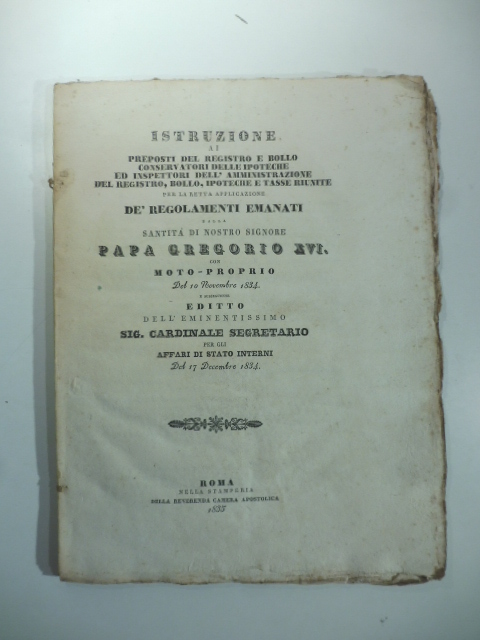 ISTRUZIONE
AI
PREPOSTI DEL REGISTRO E BOLLO
CONSERVATORI DELLE IPOTECHE
ED INSPETTORI DELL' AMMINISTRAZIONE
DEL REGISTRO, BOLLO, IPOTECHE E TASSE RIUNITE
PER LA RETTA APPLICAZIONE
DE' REGOLAMENTI EMANATI
DALLA
SANTITÀ DI NOSTRO SIGNORE
PAPA GREGORIO XVI.
CON
MOTO-PROPRIO
Del 10 Novembre 1834.
E
EDITTO
DELL' EMINENTISSIMO
SIG. CARDINALE SEGRETARIO
PER GLI
AFFARI DI STATO INTERNI
Del 17 Decembre 1834.
ROMA
NELLA STAMPERIA
DELLA REVERENDA CAMERA APOSTOLICA